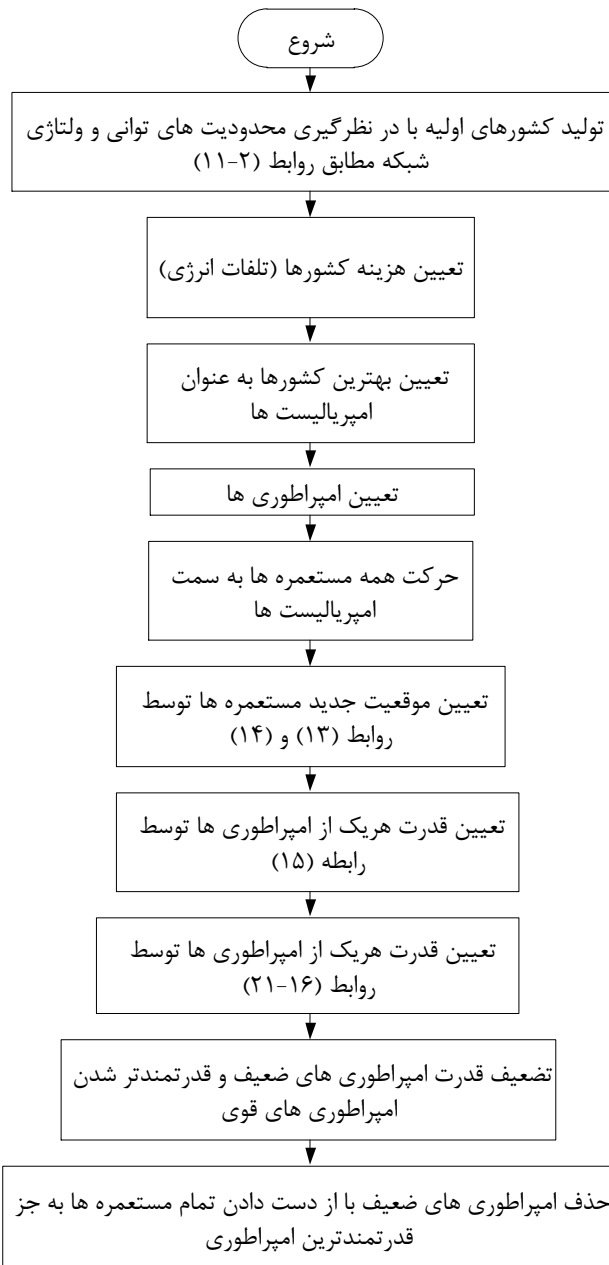 شروع
تولید کشورهای اولیه با در نظرگیری محدودیت های توانی و ولتاژی
شبکه مطابق روابط (۲-۱۱)
تعیین هزینه کشورها (تلفات انرژی)
تعیین بهترین کشورها به عنوان
امپریالیست ها
تعیین امپراطوری ها
حرکت همه مستعمره ها به سمت
امپریالیست ها
تعیین موقعیت جدید مستعمره ها توسط
روابط (۱۳) و (۱۴)
تعیین قدرت هریک از امپراطوری ها توسط
رابطه (۱۵)
تعیین قدرت هریک از امپراطوری ها توسط
روابط (۱۶-۲۱)
تضعیف قدرت امپراطوری های ضعیف و قدرتمندتر شدن
امپراطوری های قوی
حذف امپراطوری های ضعیف با از دست دادن تمام مستعمره ها به جز
قدرتمندترین امپراطوری